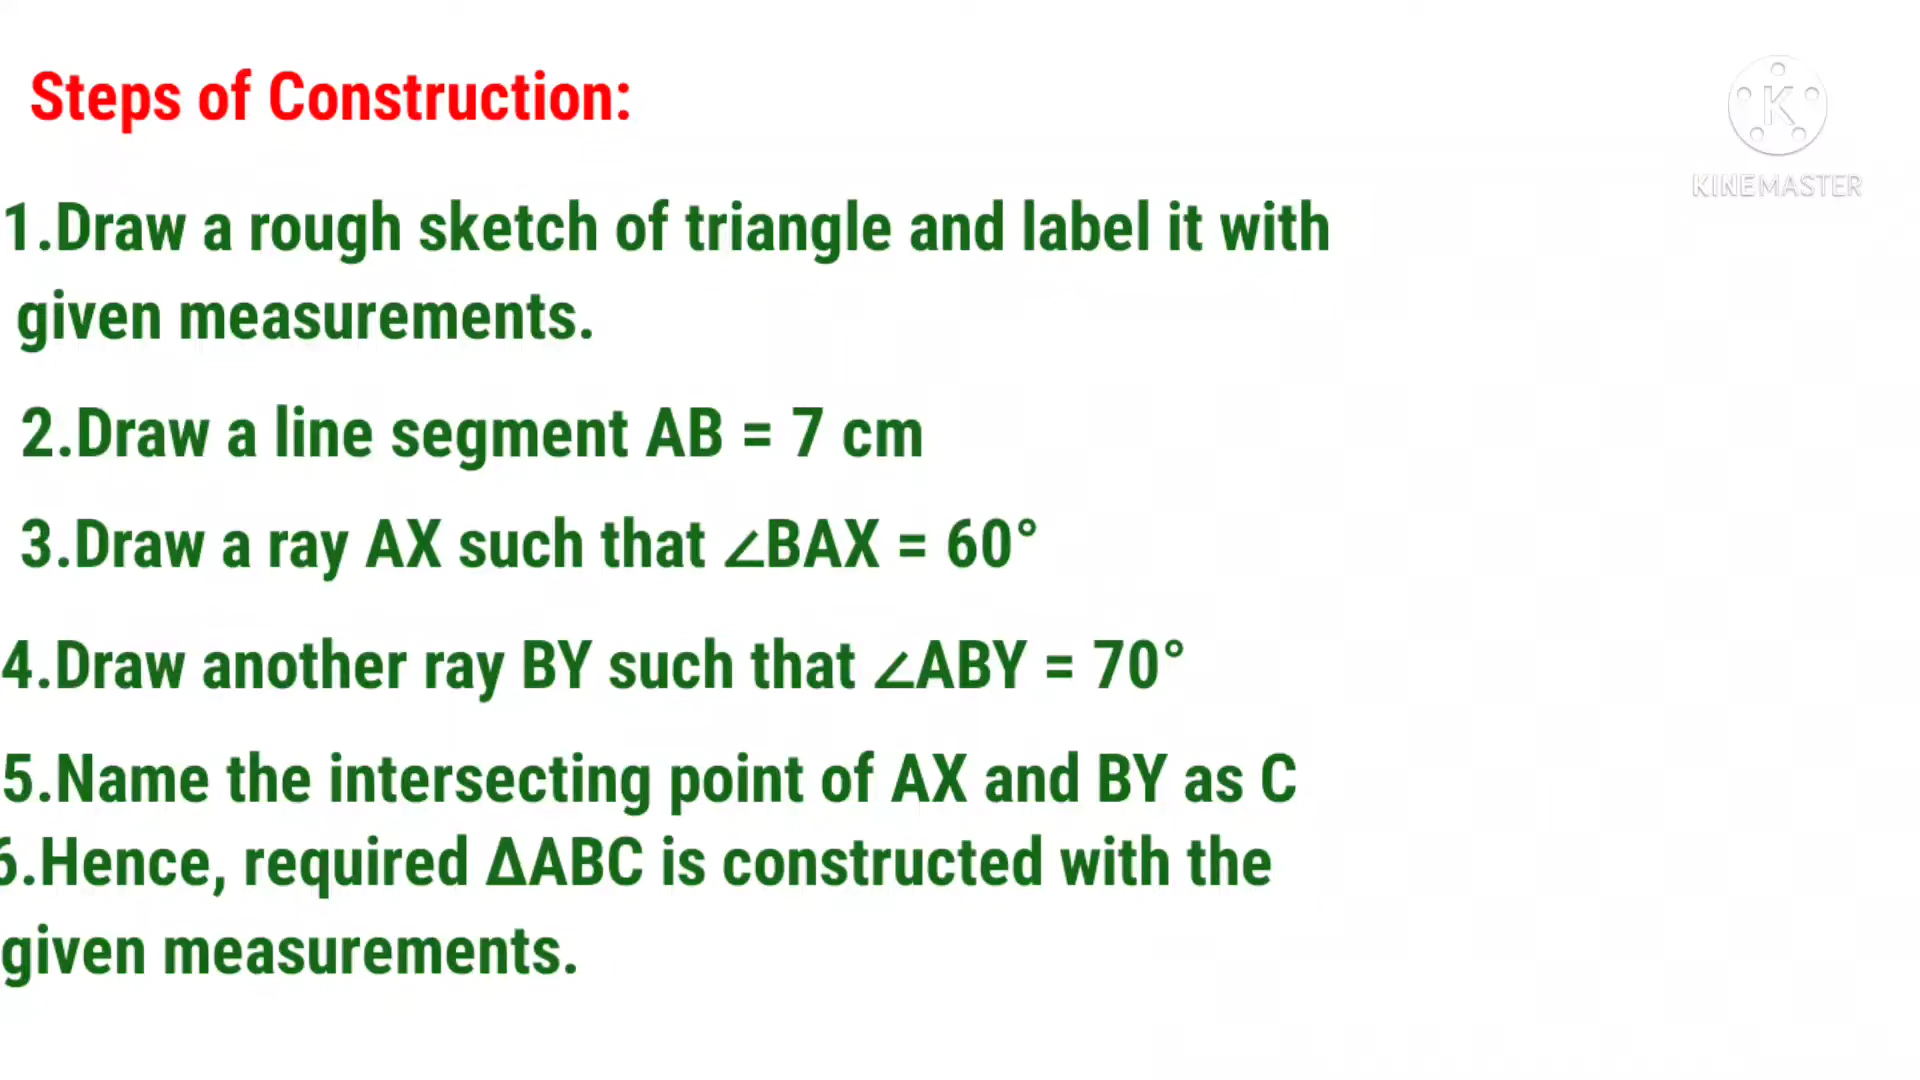 Steps of Construction:
K
KINEMASTER
1.Draw a rough sketch of triangle and label it with
given measurements.
2.Draw a line segment AB = 7 cm
3.Draw a ray AX such that ∠BAX = 60°
4.Draw another ray BY such that ∠ABY = 70°
5.Name the intersecting point of AX and BY as C
6.Hence, required ΔABC is constructed with the
given measurements.